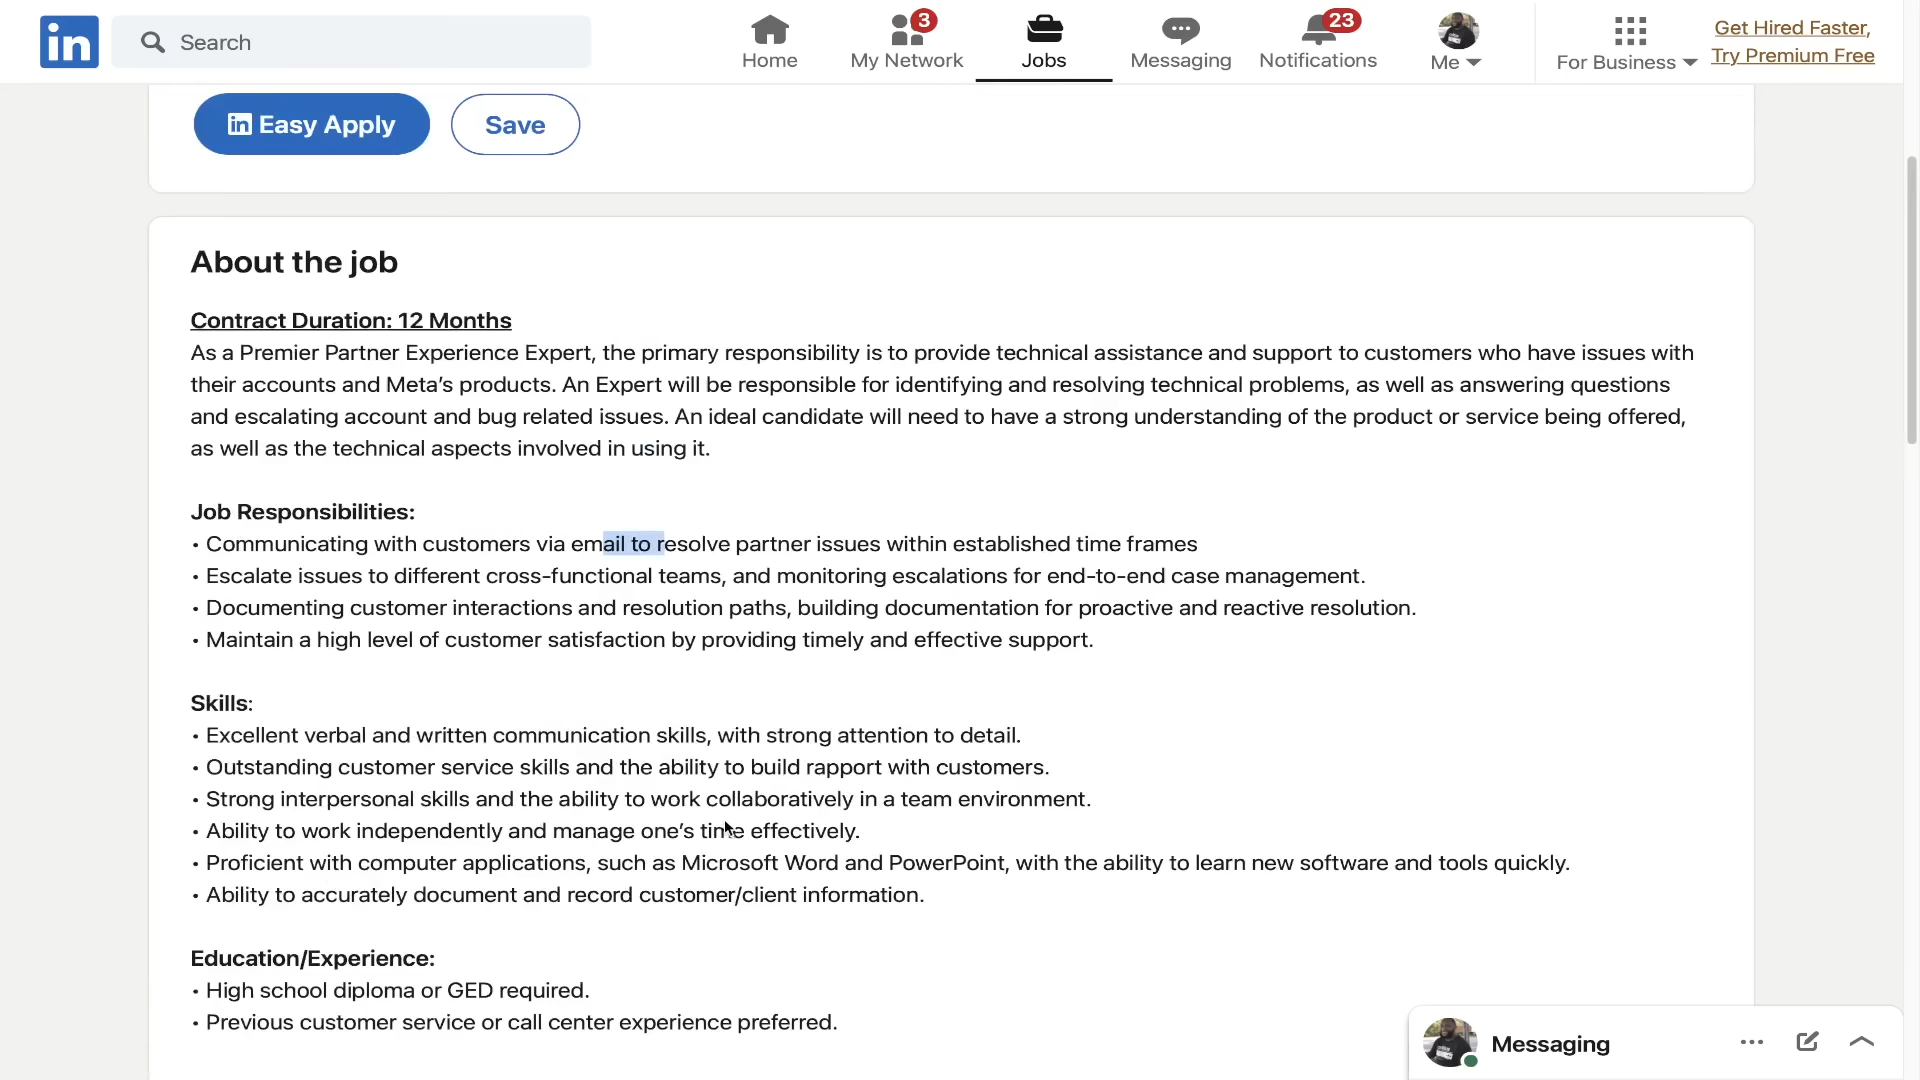 in
Search
Home
3
My Network
Jobs
Messaging
23
Notifications
Me
For Business
Get Hired Faster,
Try Premium Free
in Easy Apply
Save
About the job
Contract Duration: 12 Months
As a Premier Partner Experience Expert, the primary responsibility is to provide technical assistance and support to customers who have issues with
their accounts and Meta’s products. An Expert will be responsible for identifying and resolving technical problems, as well as answering questions
and escalating account and bug related issues. An ideal candidate will need to have a strong understanding of the product or service being offered,
as well as the technical aspects involved in using it.
Job Responsibilities:
• Communicating with customers via email to resolve partner issues within established time frames
• Escalate issues to different cross-functional teams, and monitoring escalations for end-to-end case management.
• Documenting customer interactions and resolution paths, building documentation for proactive and reactive resolution.
• Maintain a high level of customer satisfaction by providing timely and effective support.
Skills:
• Excellent verbal and written communication skills, with strong attention to detail.
• Outstanding customer service skills and the ability to build rapport with customers.
• Strong interpersonal skills and the ability to work collaboratively in a team environment.
• Ability to work independently and manage one’s time effectively.
• Proficient with computer applications, such as Microsoft Word and PowerPoint, with the ability to learn new software and tools quickly.
• Ability to accurately document and record customer/client information.
Education/Experience:
• High school diploma or GED required.
• Previous customer service or call center experience preferred.
Messaging